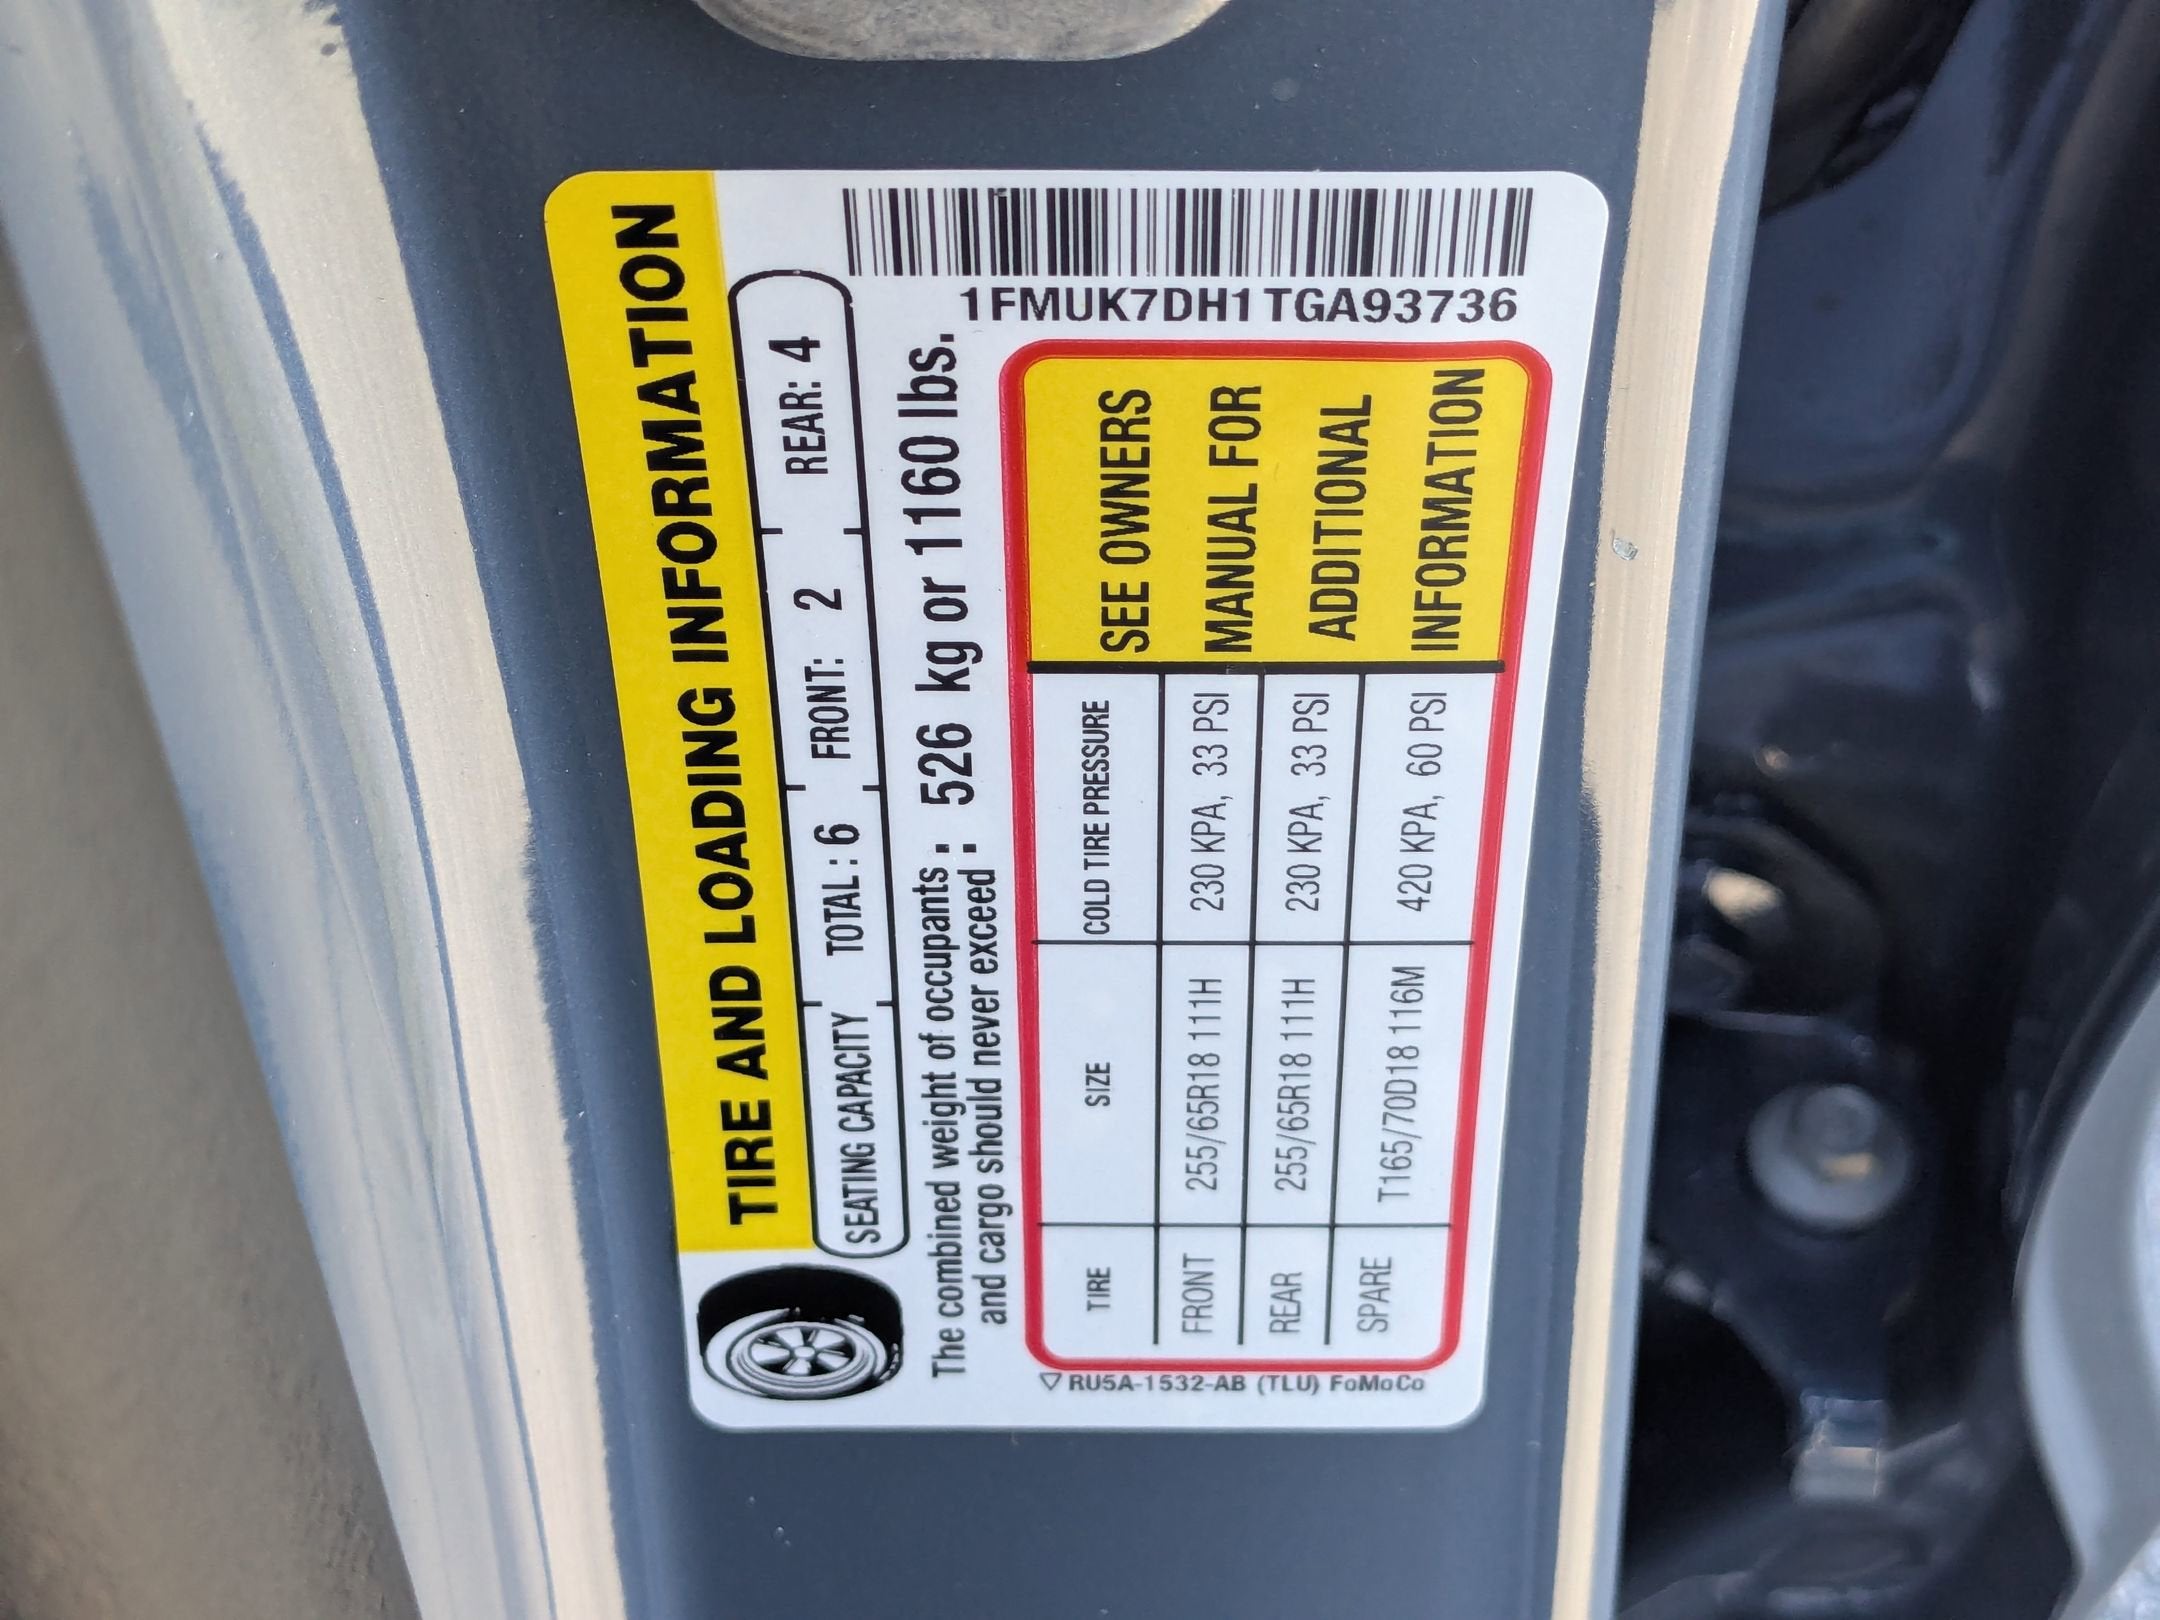 TIRE AND LOADING INFORMATION
SEATING CAPACITY TOTAL : 6 FRONT: 2 REAR: 4
The combined weight of occupants : 526 kg or 1160 lbs.
and cargo should never exceed :
TIRE SIZE COLD TIRE PRESSURE
FRONT 255/65R18 111H 230 KPA, 33 PSI
REAR 255/65R18 111H 230 KPA, 33 PSI
SPARE T165/70D18 116M 420 KPA, 60 PSI
SEE OWNERS
MANUAL FOR
ADDITIONAL
INFORMATION
1FMUK7DH1TGA93736
RU5A-1532-AB (TLU) FoMoCo